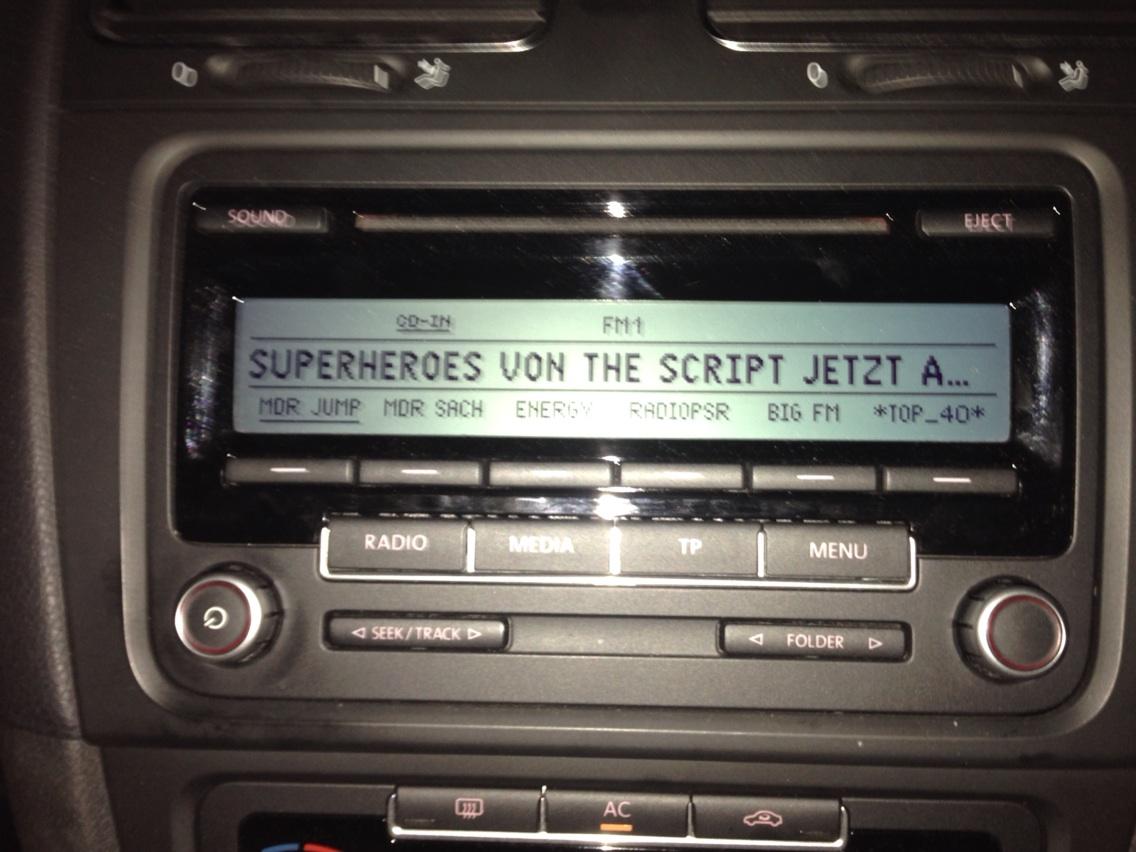 SOUND EJECT
CD-IN FM1
SUPERHEROES VON THE SCRIPT JETZT A...
MDR JUMP MDR SACH ENERGY RADIOPSR BIG FM *TOP_40*
RADIO MEDIA TP MENU
◁ SEEK/TRACK ▷ ◁ FOLDER ▷
AC